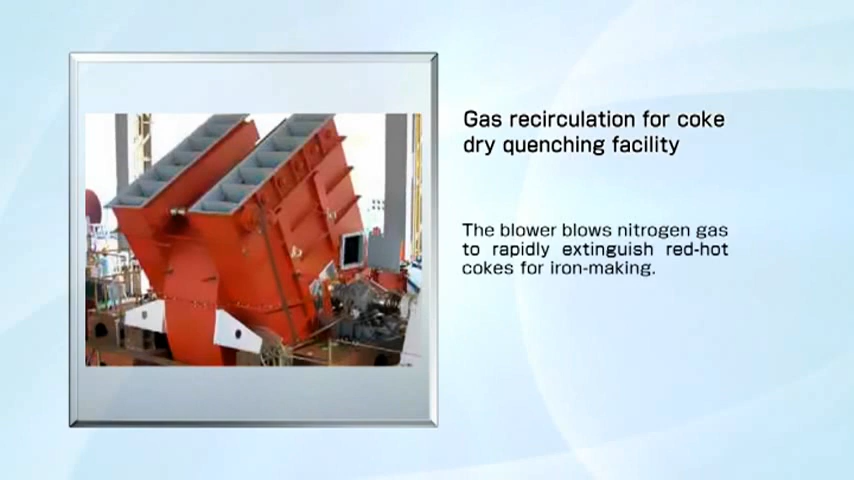 Gas recirculation for coke
dry quenching facility
The blower blows nitrogen gas
to rapidly extinguish red-hot
cokes for iron-making.